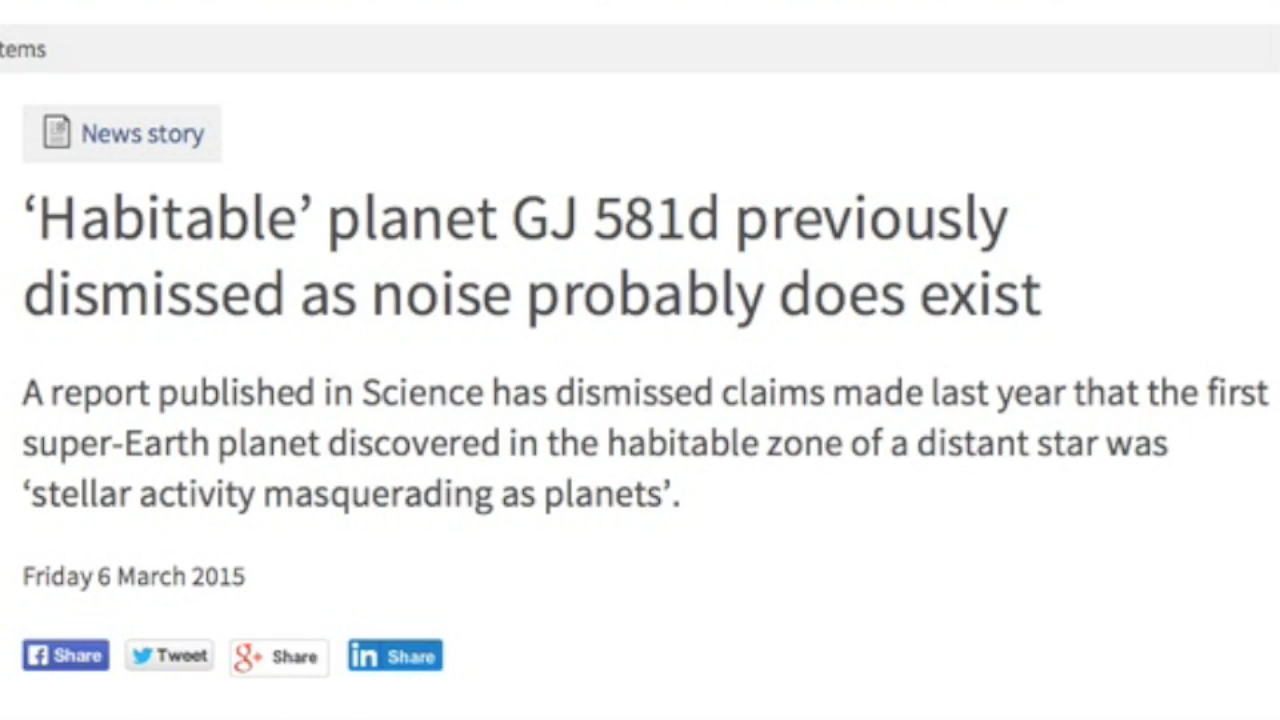 tems
News story
‘Habitable’ planet GJ 581d previously
dismissed as noise probably does exist
A report published in Science has dismissed claims made last year that the first
super-Earth planet discovered in the habitable zone of a distant star was
‘stellar activity masquerading as planets’.
Friday 6 March 2015
f Share Tweet g+ Share in Share